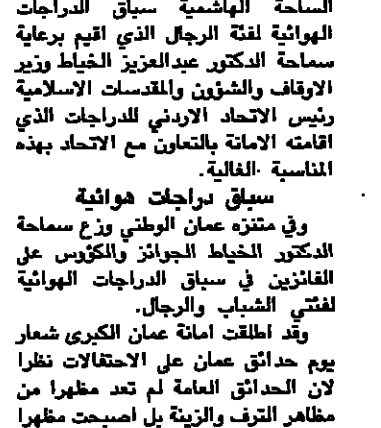 الساحة الهاشمية سباق الدراجات
الهوائية لفئة الرجال الذي اقيم برعاية
سماحة الدكتور عبدالعزيز الخياط وزير
الاوقاف والشؤون والمقدسات الاسلامية
رئيس الاتحاد الاردني للدراجات الذي
اقامته الامانة بالتعاون مع الاتحاد بهذه
المناسبة الغالية.
سباق دراجات هوائية
وفي متنزه عمان الوطني وزع سماحة
الدكتور الخياط الجوائز والكؤوس على
الفائزين في سباق الدراجات الهوائية
لفئتي الشباب والرجال.
وقد اطلقت امانة عمان الكبرى شعار
يوم حدائق عمان على الاحتفالات نظرا
لان الحدائق العامة لم تعد مظهرا من
مظاهر الترف والزينة بل اصبحت مظهرا